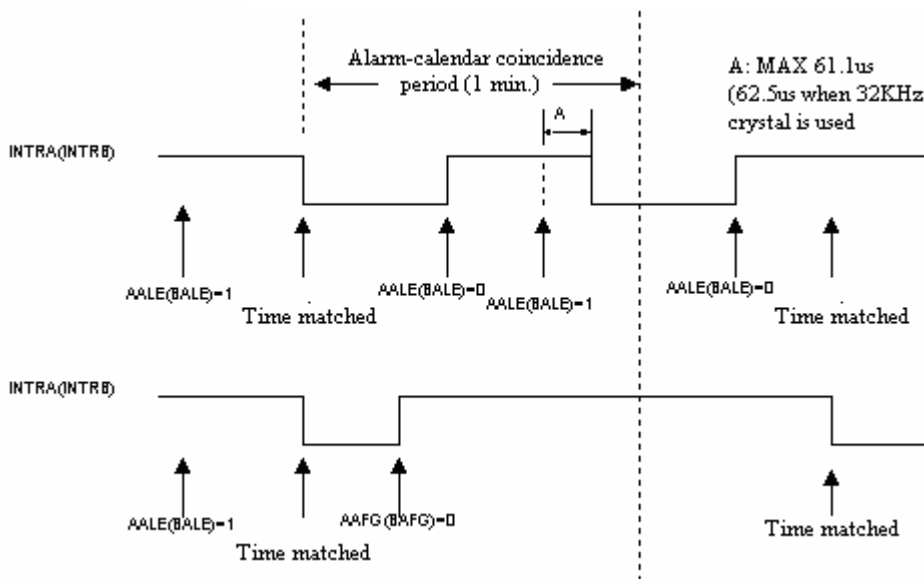 Alarm-calendar coincidence
period (1 min.)
A: MAX 61.1us
(62.5us when 32KHz
crystal is used
A
INTRA(INTRB)
AALE(BALE)=1
Time matched
AALE(BALE)=0
AALE(BALE)=1
AALE(BALE)=0
Time matched
INTRA(INTRB)
AALE(BALE)=1
Time matched
AAFG(BAFG)=0
Time matched